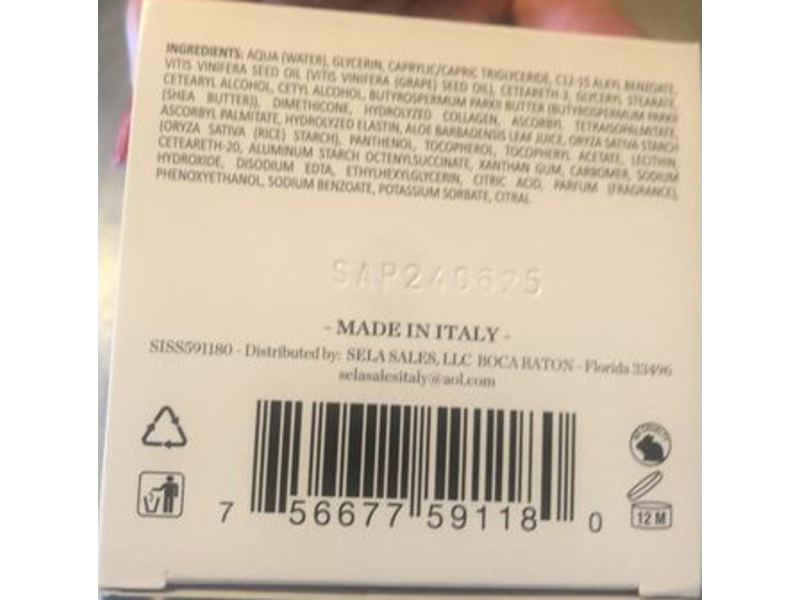 INGREDIENTS: AQUA (WATER), GLYCERIN, CAPRYLIC/CAPRIC TRIGLYCERIDE, C12-15 ALKYL BENZOATE,
VITIS VINIFERA SEED OIL (VITIS VINIFERA (GRAPE) SEED OIL), CETEARETH-3, GLYCERYL STEARATE,
CETEARYL ALCOHOL, CETYL ALCOHOL, BUTYROSPERMUM PARKII BUTTER (BUTYROSPERMUM PARKII
(SHEA BUTTER)), DIMETHICONE, HYDROLYZED COLLAGEN, ASCORBYL TETRAISOPALMITATE,
ASCORBYL PALMITATE, HYDROLYZED ELASTIN, ALOE BARBADENSIS LEAF JUICE, ORYZA SATIVA STARCH
(ORYZA SATIVA (RICE) STARCH), PANTHENOL, TOCOPHEROL, TOCOPHERYL ACETATE, LECITHIN,
CETEARETH-20, ALUMINUM STARCH OCTENYLSUCCINATE, XANTHAN GUM, CARBOMER, SODIUM
HYDROXIDE, DISODIUM EDTA, ETHYLHEXYLGLYCERIN, CITRIC ACID, PARFUM (FRAGRANCE),
PHENOXYETHANOL, SODIUM BENZOATE, POTASSIUM SORBATE, CITRAL
- MADE IN ITALY -
SISS591180 - Distributed by: SELA SALES, LLC BOCA RATON - Florida 33496
selasalesitaly@aol.com
7 56677 59118 0
12 M